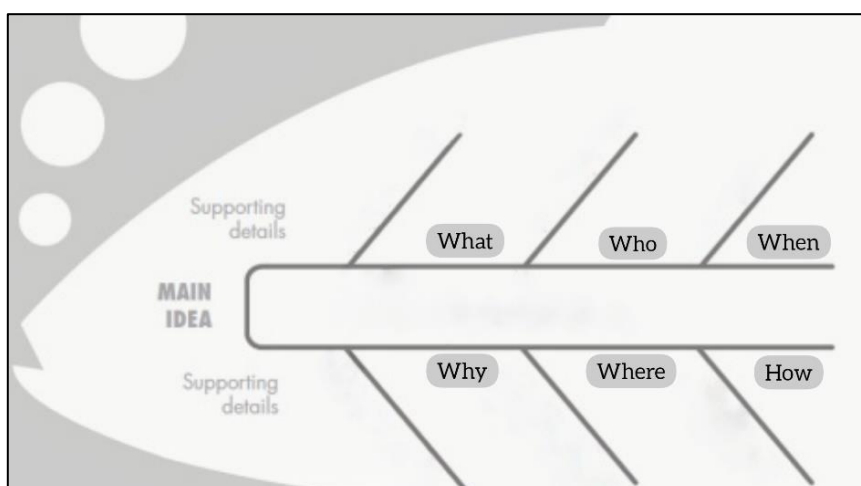 Supporting
details
What
Who
When
MAIN
IDEA
Why
Where
How
Supporting
details